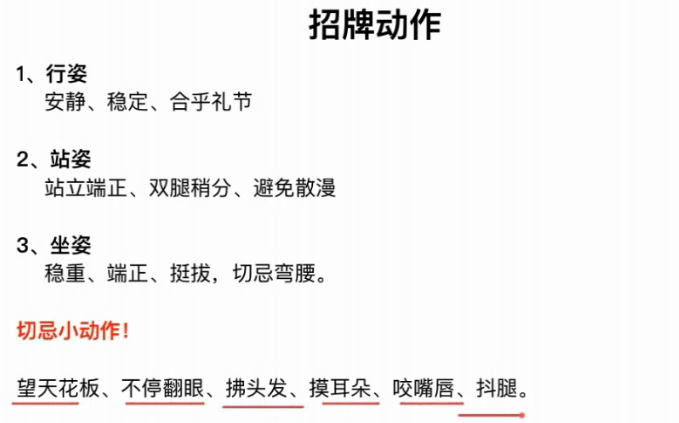 招牌动作
1、行姿
安静、稳定、合乎礼节
2、站姿
站立端正、双腿稍分、避免散漫
3、坐姿
稳重、端正、挺拔，切忌弯腰。
切忌小动作！
望天花板、不停翻眼、拂头发、摸耳朵、咬嘴唇、抖腿。